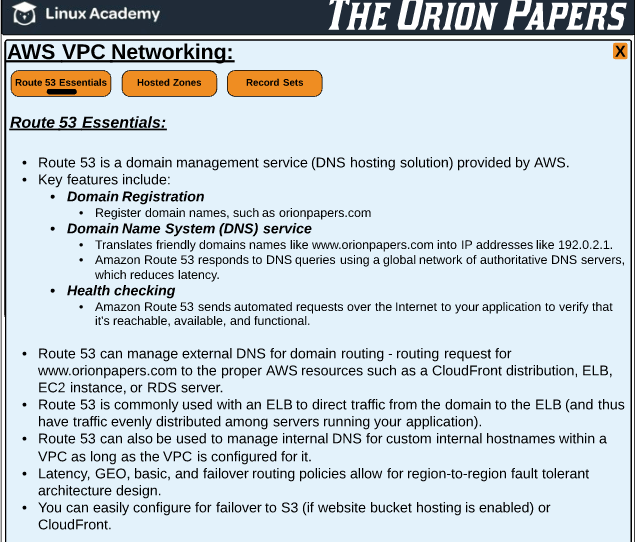 Linux Academy
THE ORION PAPERS
AWS VPC Networking:
X
Route 53 Essentials
Hosted Zones
Record Sets
Route 53 Essentials:
• Route 53 is a domain management service (DNS hosting solution) provided by AWS.
• Key features include:
• Domain Registration
• Register domain names, such as orionpapers.com
• Domain Name System (DNS) service
• Translates friendly domains names like www.orionpapers.com into IP addresses like 192.0.2.1.
• Amazon Route 53 responds to DNS queries using a global network of authoritative DNS servers,
which reduces latency.
• Health checking
• Amazon Route 53 sends automated requests over the Internet to your application to verify that
it's reachable, available, and functional.
• Route 53 can manage external DNS for domain routing - routing request for
www.orionpapers.com to the proper AWS resources such as a CloudFront distribution, ELB,
EC2 instance, or RDS server.
• Route 53 is commonly used with an ELB to direct traffic from the domain to the ELB (and thus
have traffic evenly distributed among servers running your application).
• Route 53 can also be used to manage internal DNS for custom internal hostnames within a
VPC as long as the VPC is configured for it.
• Latency, GEO, basic, and failover routing policies allow for region-to-region fault tolerant
architecture design.
• You can easily configure for failover to S3 (if website bucket hosting is enabled) or
CloudFront.